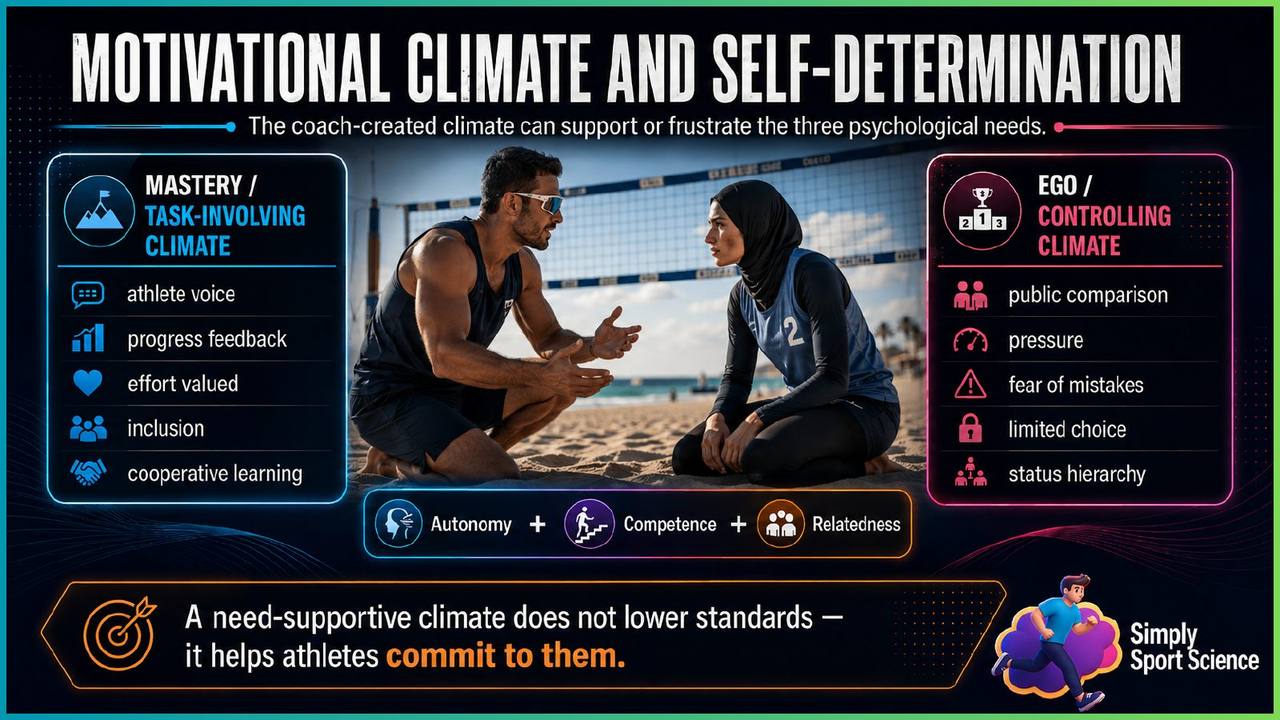 MOTIVATIONAL CLIMATE AND SELF-DETERMINATION
The coach-created climate can support or frustrate the three psychological needs.
MASTERY /
TASK-INVOLVING
CLIMATE
athlete voice
progress feedback
effort valued
inclusion
cooperative learning
2
EGO /
CONTROLLING
CLIMATE
2 1 3
public comparison
pressure
fear of mistakes
limited choice
status hierarchy
Autonomy + Competence + Relatedness
A need-supportive climate does not lower standards —
it helps athletes commit to them.
Simply
Sport Science